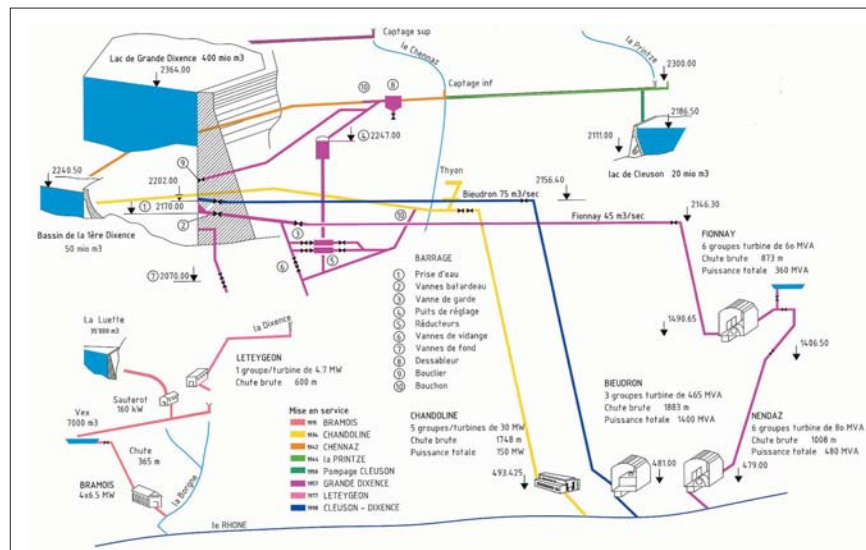 Captage sup
Lac de Grande Dixence 400 mio m3
2364.00
le Chennaz
la Printze
2300.00
Captage inf
10
8
2186.50
2111.00
4
2247.00
lac de Cleuson 20 mio m3
9
2240.50
2202.00
Thyon
Bieudron 75 m3/sec
2156.40
1
2170.00
2
10
Fionnay 45 m3/sec
2146.30
Bassin de la 1ère Dixence
50 mio m3
3
5
6
7
2070.00
FIONNAY
6 groupes turbine de 60 MVA
Chute brute 873 m
Puissance totale 360 MVA
BARRAGE
1 Prise d'eau
2 Vannes batardeau
3 Vanne de garde
4 Puits de réglage
5 Réducteurs
6 Vannes de vidange
7 Vannes de fond
8 Dessableur
9 Bouclier
10 Bouchon
1490.65
1406.50
La Luette
la Dixence
LETEYGEON
1 groupe/turbine de 4.7 MW
Chute brute 600 m
Sauterot
160 kW
Vex
7000 m3
Chute
365 m
BRAMOIS
4x6.5 MW
la Borgne
Mise en service
BRAMOIS
1934 CHANDOLINE
CHENNAZ
1944 la PRINTZE
Pompage CLEUSON
1957 GRANDE DIXENCE
LETEYGEON
1998 CLEUSON - DIXENCE
CHANDOLINE
5 groupes/turbines de 30 MW
Chute brute 1748 m
Puissance totale 150 MW
493.425
BIEUDRON
3 groupes turbine de 465 MVA
Chute brute 1883 m
Puissance totale 1400 MVA
481.00
NENDAZ
6 groupes turbine de 80 MVA
Chute brute 1008 m
Puissance totale 480 MVA
479.00
le RHONE